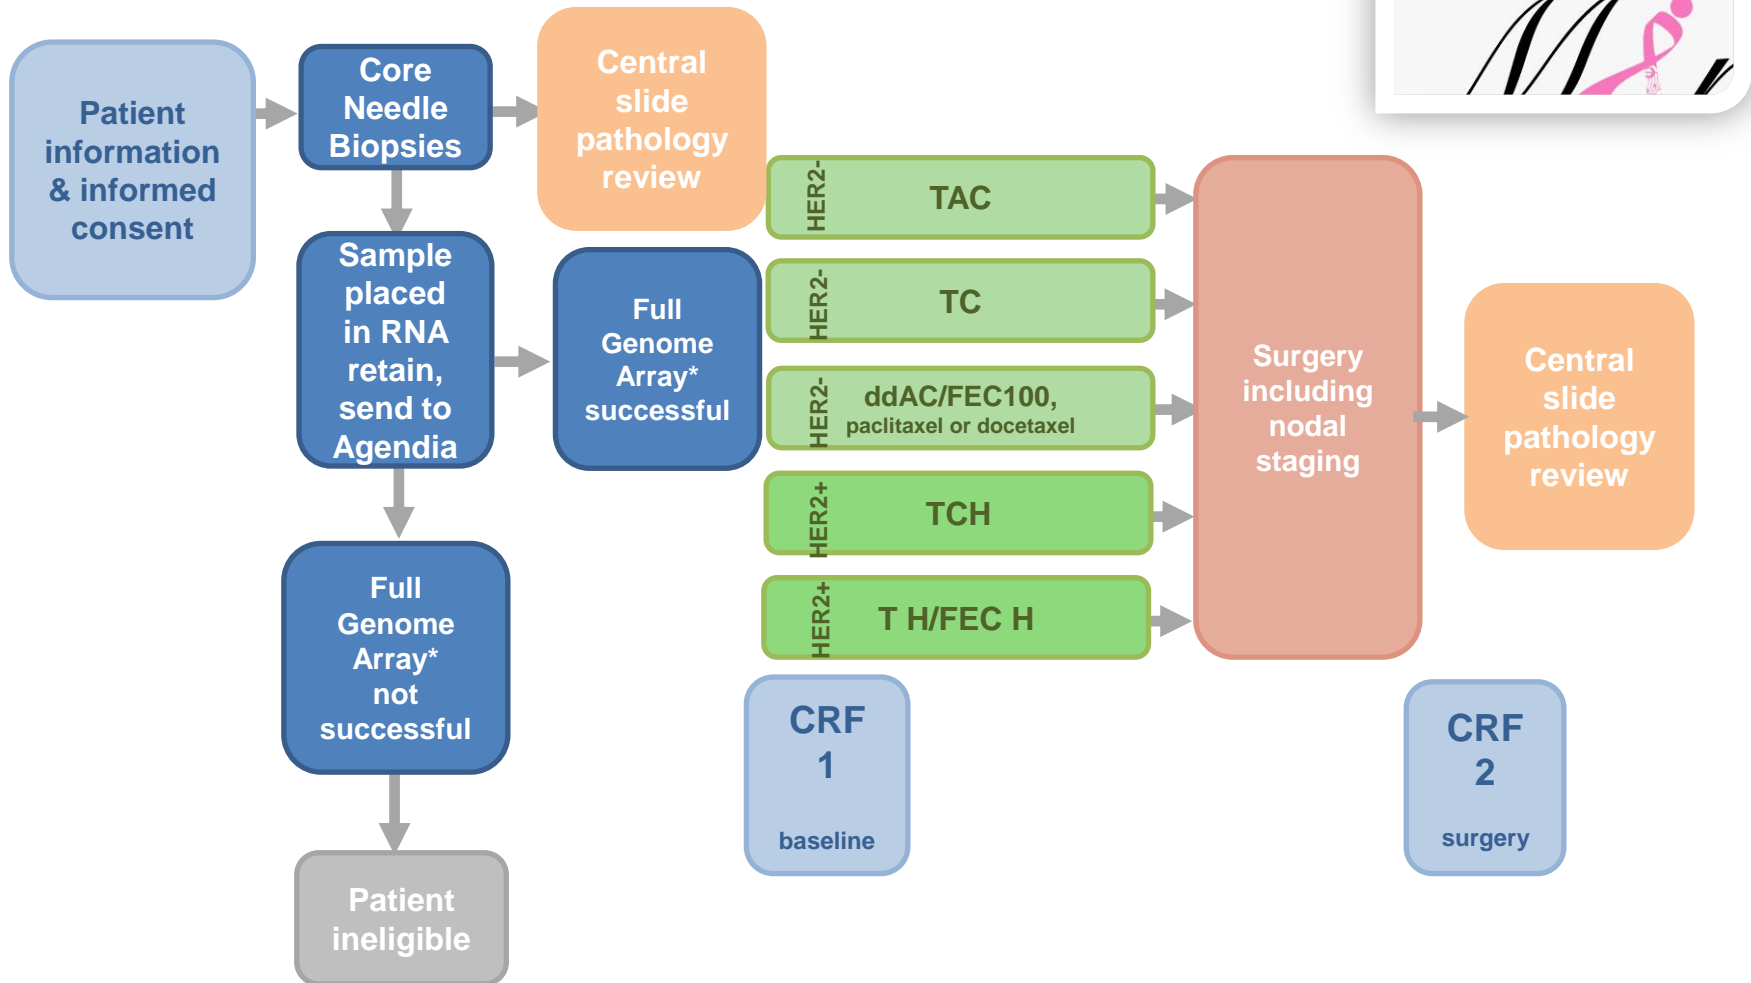 Patient
information
& informed
consent
Core
Needle
Biopsies
Central
slide
pathology
review
Sample
placed
in RNA
retain,
send to
Agendia
Full
Genome
Array*
successful
Full
Genome
Array*
not
successful
Patient
ineligible
HER2-
TAC
HER2-
TC
HER2-
ddAC/FEC100,
paclitaxel or docetaxel
HER2+
TCH
HER2+
T H/FEC H
Surgery
including
nodal
staging
Central
slide
pathology
review
CRF
1
baseline
CRF
2
surgery